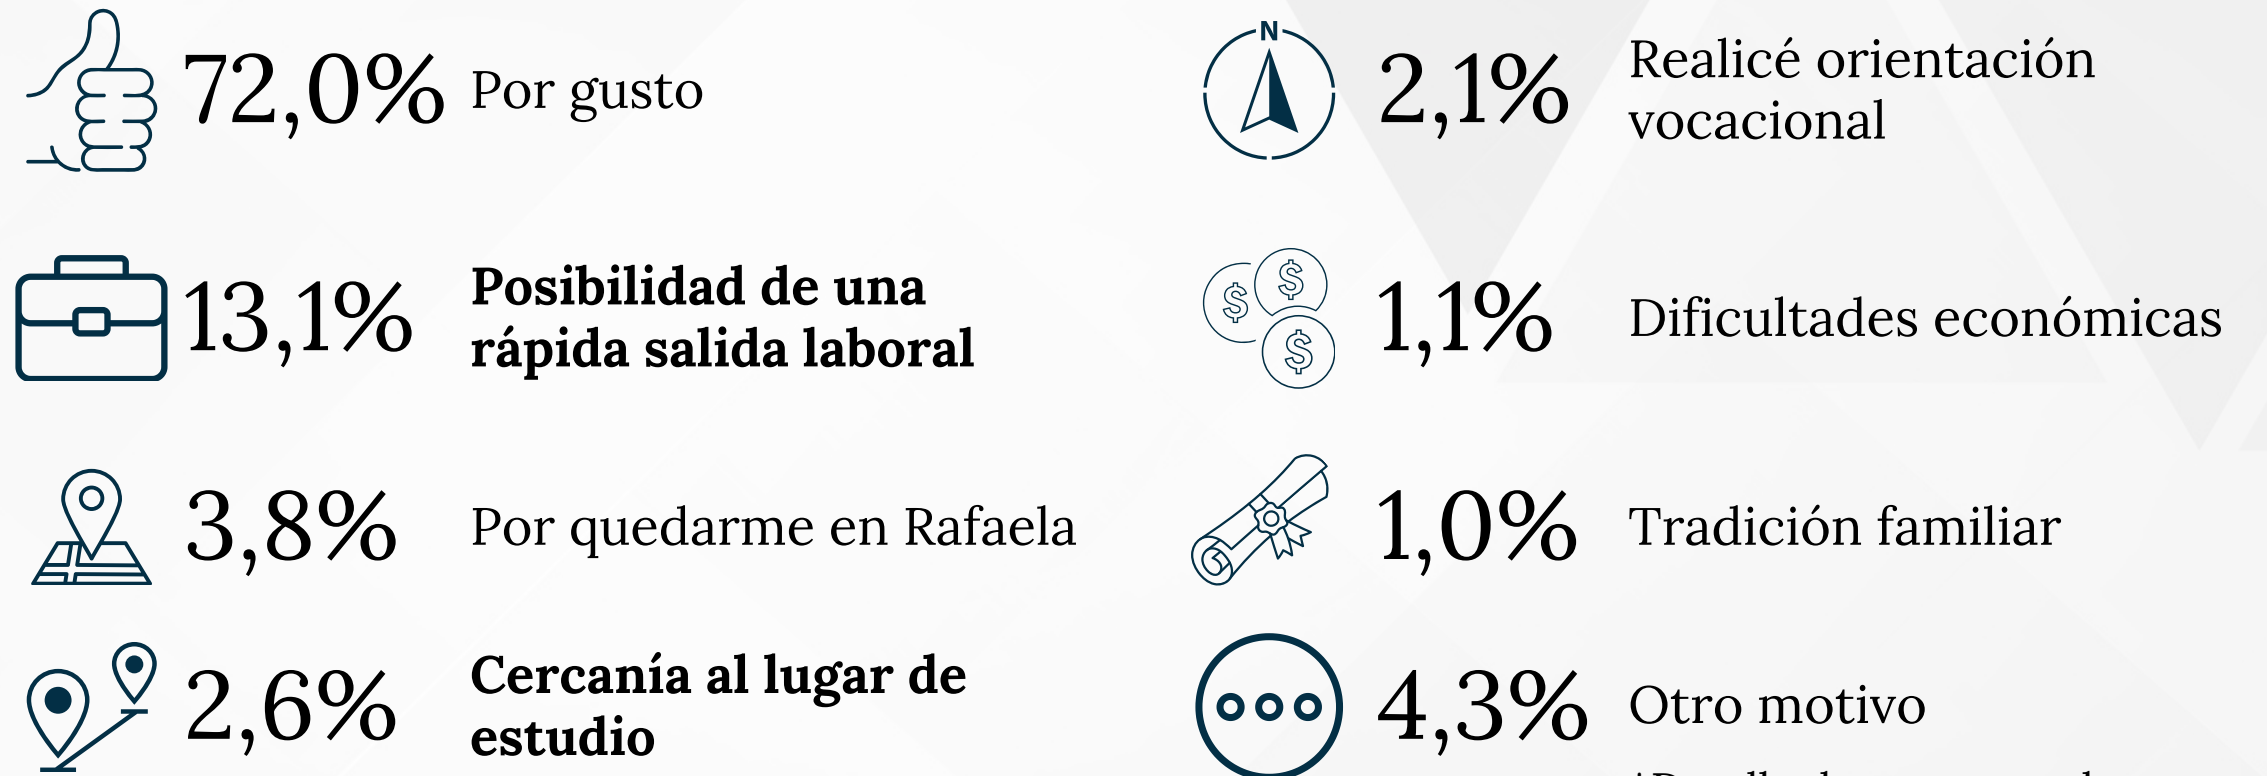 72,0% Por gusto
13,1% Posibilidad de una
rápida salida laboral
3,8% Por quedarme en Rafaela
2,6% Cercanía al lugar de
estudio
N
2,1% Realicé orientación
vocacional
$ $ $
1,1% Dificultades económicas
1,0% Tradición familiar
4,3% Otro motivo